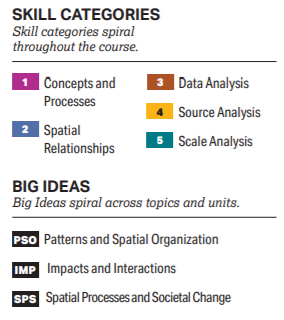 SKILL CATEGORIES
Skill categories spiral
throughout the course.
1 Concepts and
Processes
2 Spatial
Relationships
3 Data Analysis
4 Source Analysis
5 Scale Analysis
BIG IDEAS
Big Ideas spiral across topics and units.
PSO Patterns and Spatial Organization
IMP Impacts and Interactions
SPS Spatial Processes and Societal Change